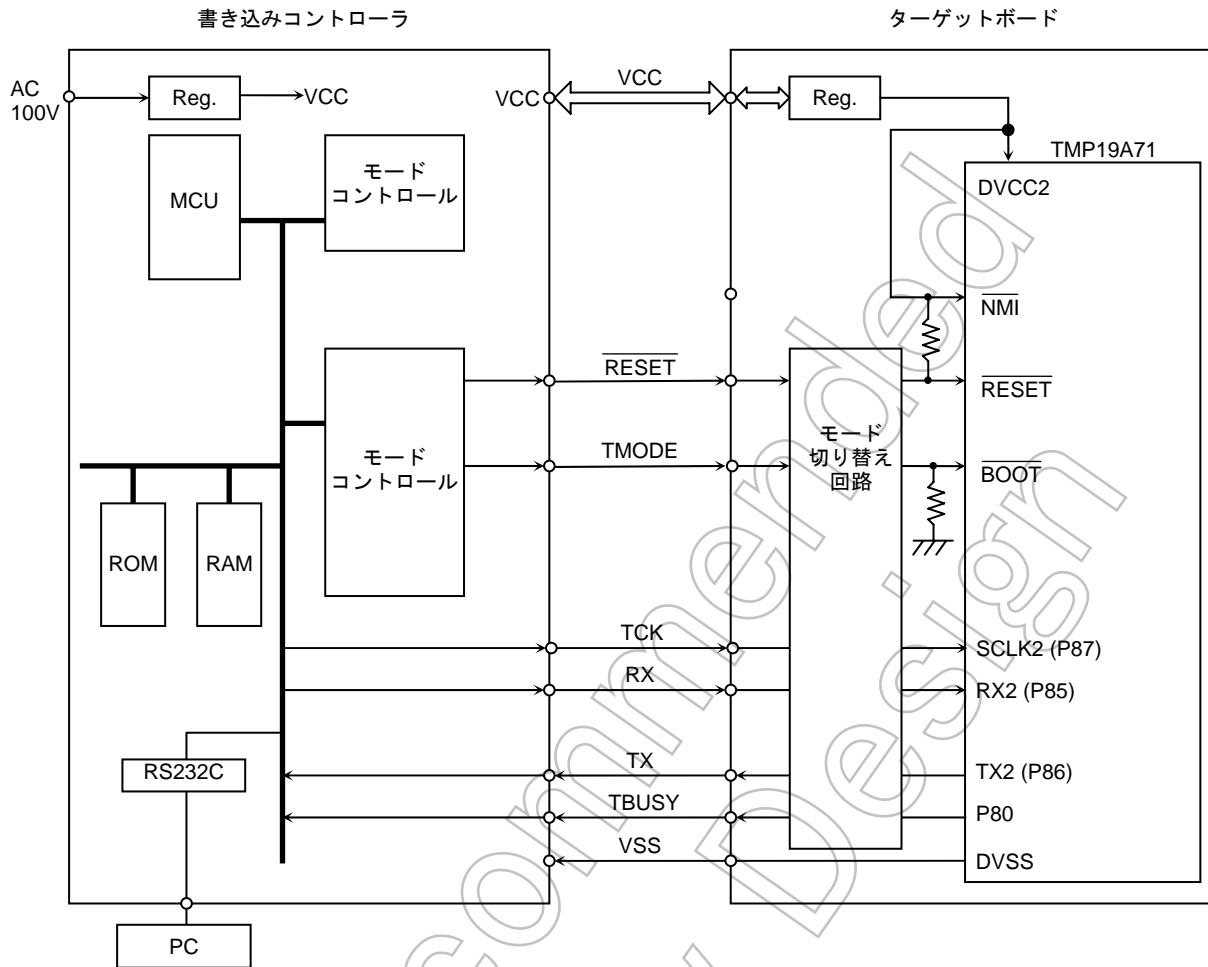 書き込みコントローラ
ターゲットボード
AC
100V
Reg.
VCC
VCC
VCC
Reg.
TMP19A71
MCU
モード
コントロール
DVCC2
NMI
RESET
RESET
モード
コントロール
TMODE
モード
切り替え
回路
BOOT
ROM
RAM
TCK
SCLK2 (P87)
RX
RX2 (P85)
RS232C
TX
TX2 (P86)
TBUSY
P80
VSS
DVSS
PC
commended
Design